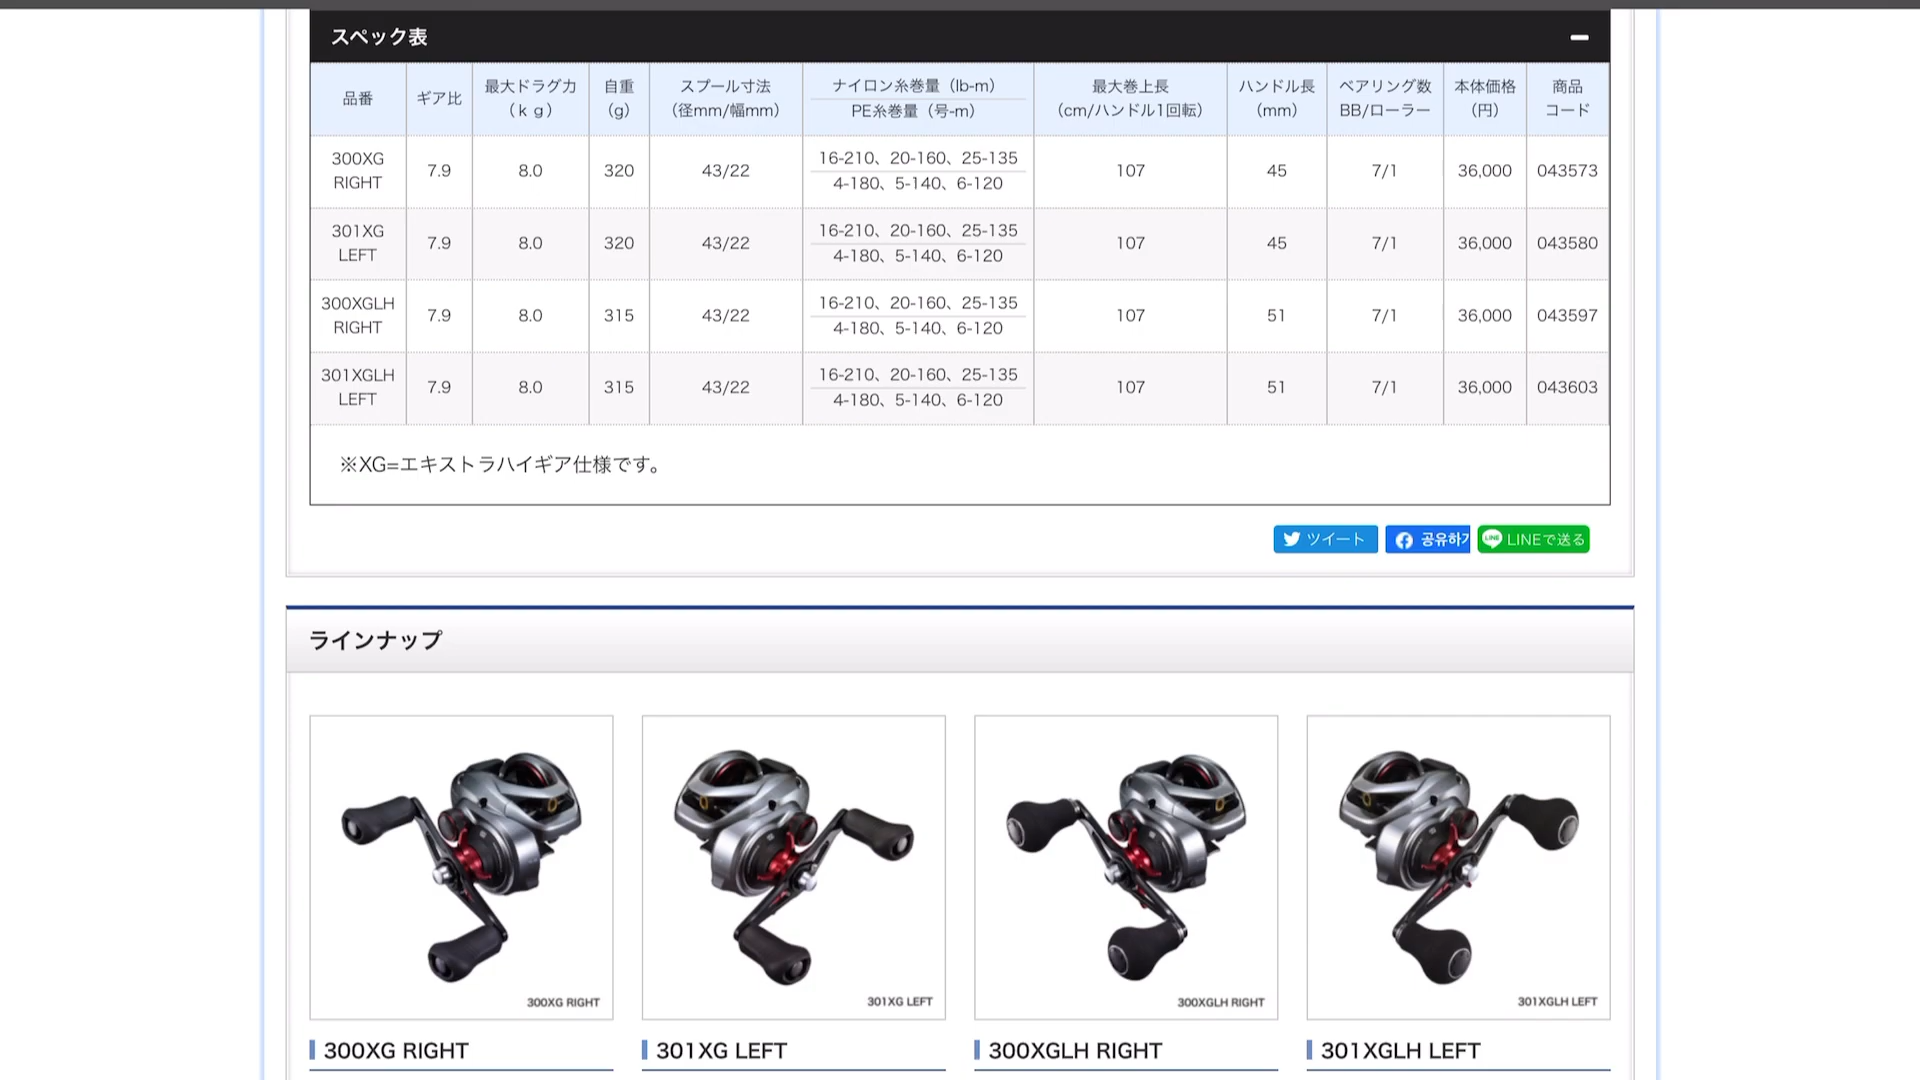 スペック表
品番 ギア比 最大ドラグ力（ｋｇ） 自重(g) スプール寸法（径mm/幅mm） ナイロン糸巻量（lb-m） PE糸巻量（号-m） 最大巻上長（cm/ハンドル1回転） ハンドル長（mm） ベアリング数 BB/ローラー 本体価格（円） 商品コード
300XG RIGHT 7.9 8.0 320 43/22 16-210、20-160、25-135 4-180、5-140、6-120 107 45 7/1 36,000 043573
301XG LEFT 7.9 8.0 320 43/22 16-210、20-160、25-135 4-180、5-140、6-120 107 45 7/1 36,000 043580
300XGLH RIGHT 7.9 8.0 315 43/22 16-210、20-160、25-135 4-180、5-140、6-120 107 51 7/1 36,000 043597
301XGLH LEFT 7.9 8.0 315 43/22 16-210、20-160、25-135 4-180、5-140、6-120 107 51 7/1 36,000 043603
※XG=エキストラハイギア仕様です。
ツイート 공유하기 LINEで送る
ラインナップ
300XG RIGHT 301XG LEFT 300XGLH RIGHT 301XGLH LEFT
300XG RIGHT 301XG LEFT 300XGLH RIGHT 301XGLH LEFT